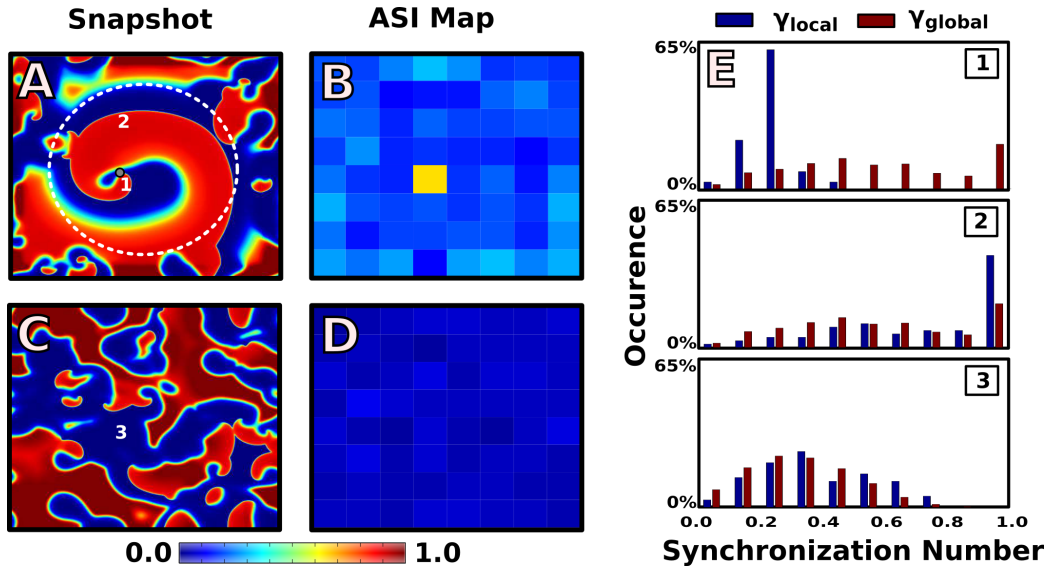 Snapshot
ASI Map
γlocal
γglobal
A
2
1
B
E
65%
1
0%
65%
2
0%
C
3
D
65%
3
0%
Occurence
0.0
0.2
0.4
0.6
0.8
1.0
Synchronization Number
0.0
1.0